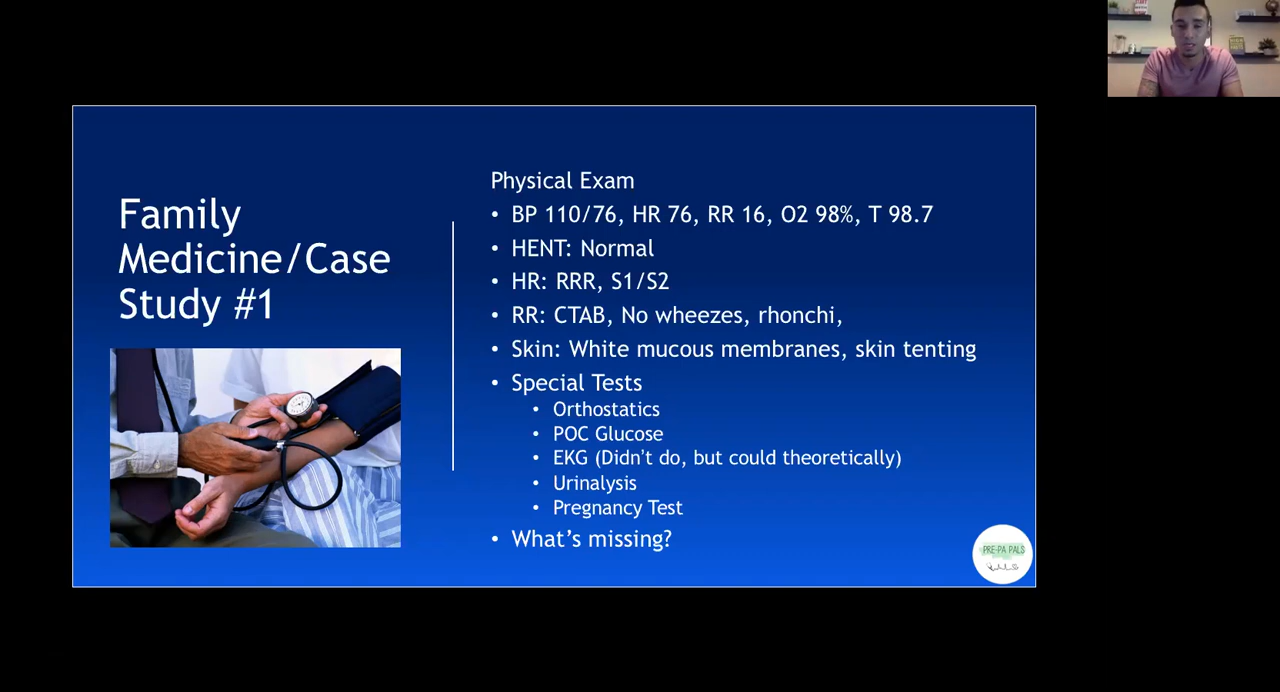 Family
Medicine/Case
Study #1
Physical Exam
• BP 110/76, HR 76, RR 16, O2 98%, T 98.7
• HENT: Normal
• HR: RRR, S1/S2
• RR: CTAB, No wheezes, rhonchi,
• Skin: White mucous membranes, skin tenting
• Special Tests
• Orthostatics
• POC Glucose
• EKG (Didn't do, but could theoretically)
• Urinalysis
• Pregnancy Test
• What's missing?
PRE-PA PALS